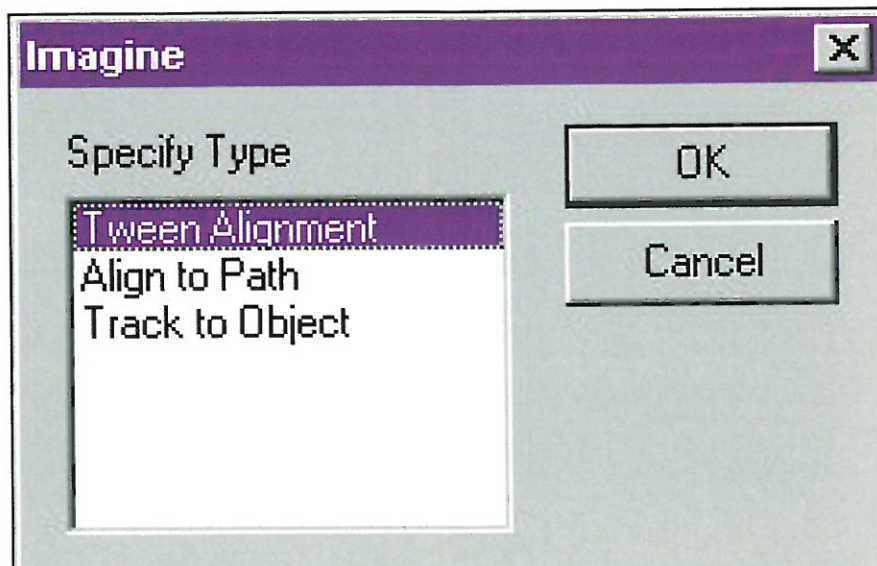 Imagine
Specify Type
Tween Alignment
Align to Path
Track to Object
OK
Cancel